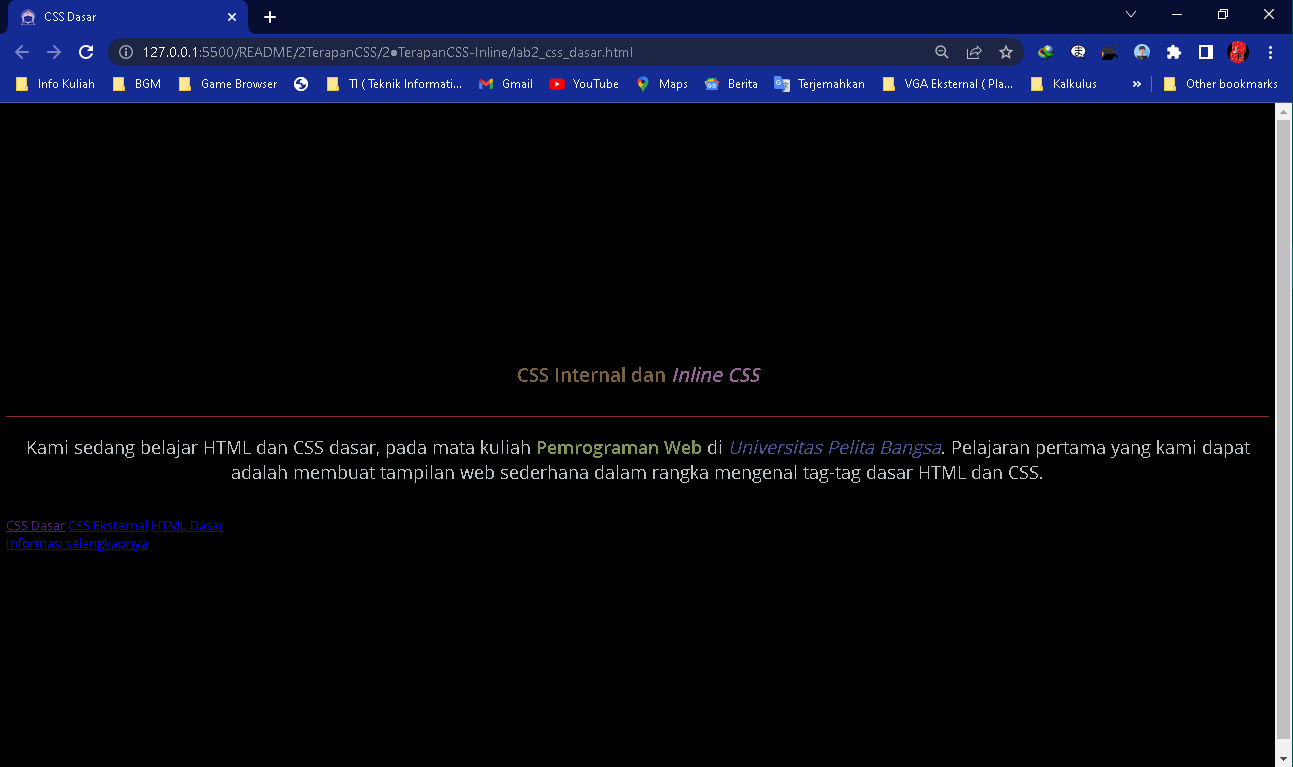 CSS Dasar
127.0.0.1:5500/README/2TerapanCSS/2●TerapanCSS-Inline/lab2_css_dasar.html
Info Kuliah BGM Game Browser TI ( Teknik Informati... Gmail YouTube Maps Berita Terjemahkan VGA Eksternal ( Pla... Kalkulus » Other bookmarks
CSS Internal dan Inline CSS
Kami sedang belajar HTML dan CSS dasar, pada mata kuliah Pemrograman Web di Universitas Pelita Bangsa. Pelajaran pertama yang kami dapat
adalah membuat tampilan web sederhana dalam rangka mengenal tag-tag dasar HTML dan CSS.
CSS Dasar CSS Eksternal HTML Dasar
Informasi selengkapnya